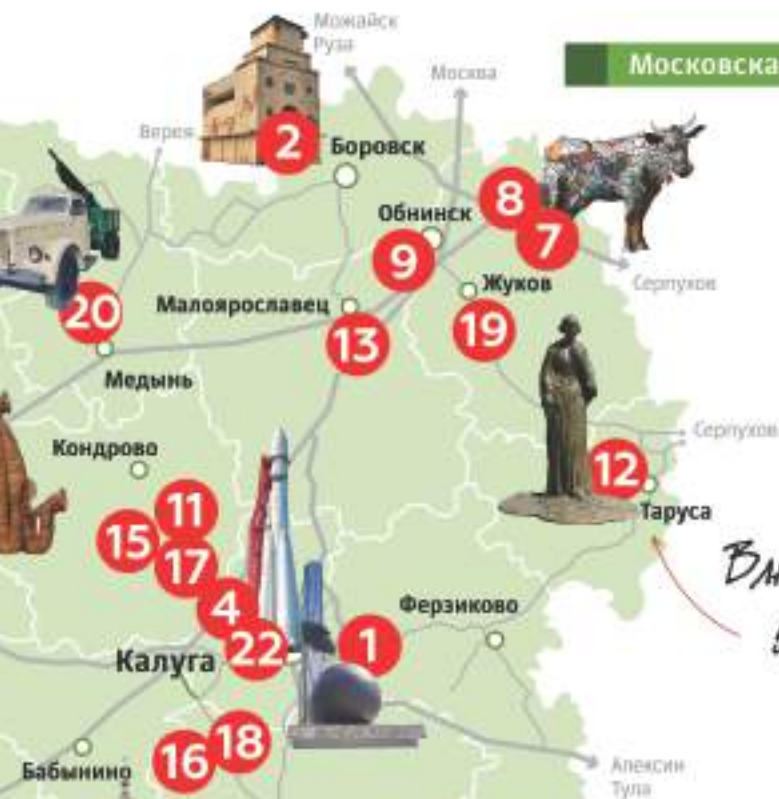 Можайск
Руза
Москва
Московска
Верея
2
Боровск
8
Обнинск
7
9
Серпухов
Жуков
20
Малоярославец
19
13
Медынь
Серпухов
Кондрово
12
11
Таруса
15
17
4
Ферзиково
22
1
Калуга
18
16
Бабынино
Алексин
Тула